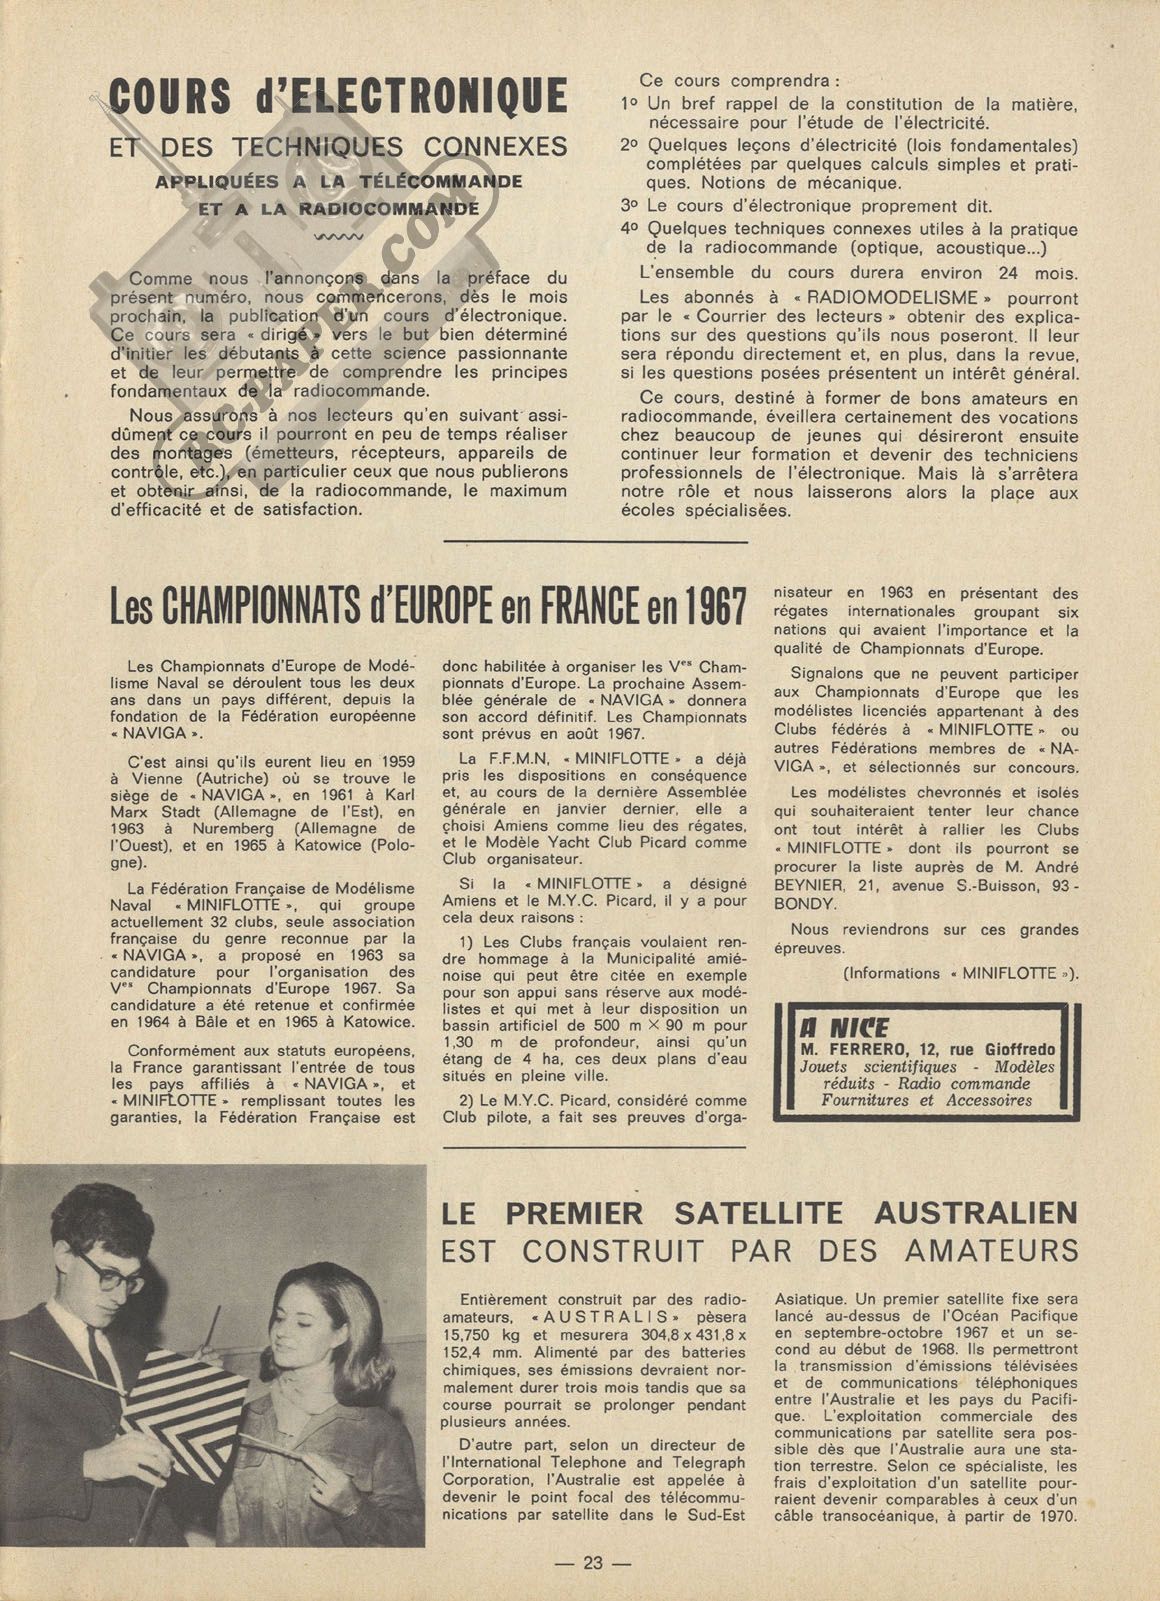 COURS d'ELECTRONIQUE
ET DES TECHNIQUES CONNEXES
APPLIQUÉES A LA TÉLÉCOMMANDE
ET A LA RADIOCOMMANDE
Comme nous l'annonçons dans la préface du
présent numéro, nous commencerons, dès le mois
prochain, la publication d'un cours d'électronique.
Ce cours sera « dirigé » vers le but bien déterminé
d'initier les débutants à cette science passionnante
et de leur permettre de comprendre les principes
fondamentaux de la radiocommande.
Nous assurons à nos lecteurs qu'en suivant assi-
dûment ce cours il pourront en peu de temps réaliser
des montages (émetteurs, récepteurs, appareils de
contrôle, etc.), en particulier ceux que nous publierons
et obtenir ainsi, de la radiocommande, le maximum
d'efficacité et de satisfaction.
Ce cours comprendra :
1º Un bref rappel de la constitution de la matière,
nécessaire pour l'étude de l'électricité.
2º Quelques leçons d'électricité (lois fondamentales)
complétées par quelques calculs simples et prati-
ques. Notions de mécanique.
3º Le cours d'électronique proprement dit.
4º Quelques techniques connexes utiles à la pratique
de la radiocommande (optique, acoustique...)
L'ensemble du cours durera environ 24 mois.
Les abonnés à « RADIOMODELISME » pourront
par le « Courrier des lecteurs » obtenir des explica-
tions sur des questions qu'ils nous poseront. Il leur
sera répondu directement et, en plus, dans la revue,
si les questions posées présentent un intérêt général.
Ce cours, destiné à former de bons amateurs en
radiocommande, éveillera certainement des vocations
chez beaucoup de jeunes qui désireront ensuite
continuer leur formation et devenir des techniciens
professionnels de l'électronique. Mais là s'arrêtera
notre rôle et nous laisserons alors la place aux
écoles spécialisées.
RC-PAPER.COM
Les CHAMPIONNATS d'EUROPE en FRANCE en 1967
Les Championnats d'Europe de Modé-
lisme Naval se déroulent tous les deux
ans dans un pays différent, depuis la
fondation de la Fédération européenne
« NAVIGA ».
C'est ainsi qu'ils eurent lieu en 1959
à Vienne (Autriche) où se trouve le
siège de « NAVIGA », en 1961 à Karl
Marx Stadt (Allemagne de l'Est), en
1963 à Nuremberg (Allemagne de
l'Ouest), et en 1965 à Katowice (Polo-
gne).
La Fédération Française de Modélisme
Naval « MINIFLOTTE », qui groupe
actuellement 32 clubs, seule association
française du genre reconnue par la
« NAVIGA », a proposé en 1963 sa
candidature pour l'organisation des
Ves Championnats d'Europe 1967. Sa
candidature a été retenue et confirmée
en 1964 à Bâle et en 1965 à Katowice.
Conformément aux statuts européens,
la France garantissant l'entrée de tous
les pays affiliés à « NAVIGA », et
« MINIFLOTTE » remplissant toutes les
garanties, la Fédération Française est
donc habilitée à organiser les Ves Cham-
pionnats d'Europe. La prochaine Assem-
blée générale de « NAVIGA » donnera
son accord définitif. Les Championnats
sont prévus en août 1967.
La F.F.M.N, « MINIFLOTTE » a déjà
pris les dispositions en conséquence
et, au cours de la dernière Assemblée
générale en janvier dernier, elle a
choisi Amiens comme lieu des régates,
et le Modèle Yacht Club Picard comme
Club organisateur.
Si la « MINIFLOTTE » a désigné
Amiens et le M.Y.C. Picard, il y a pour
cela deux raisons :
1) Les Clubs français voulaient ren-
dre hommage à la Municipalité amié-
noise qui peut être citée en exemple
pour son appui sans réserve aux modé-
listes et qui met à leur disposition un
bassin artificiel de 500 m × 90 m pour
1,30 m de profondeur, ainsi qu'un
étang de 4 ha, ces deux plans d'eau
situés en pleine ville.
2) Le M.Y.C. Picard, considéré comme
Club pilote, a fait ses preuves d'orga-
nisateur en 1963 en présentant des
régates internationales groupant six
nations qui avaient l'importance et la
qualité de Championnats d'Europe.
Signalons que ne peuvent participer
aux Championnats d'Europe que les
modélistes licenciés appartenant à des
Clubs fédérés à « MINIFLOTTE » ou
autres Fédérations membres de « NA-
VIGA », et sélectionnés sur concours.
Les modélistes chevronnés et isolés
qui souhaiteraient tenter leur chance
ont tout intérêt à rallier les Clubs
« MINIFLOTTE » dont ils pourront se
procurer la liste auprès de M. André
BEYNIER, 21, avenue S.-Buisson, 93 -
BONDY.
Nous reviendrons sur ces grandes
épreuves.
(Informations « MINIFLOTTE »).
A NICE
M. FERRERO, 12, rue Gioffredo
Jouets scientifiques - Modèles
réduits - Radio commande
Fournitures et Accessoires
LE PREMIER SATELLITE AUSTRALIEN
EST CONSTRUIT PAR DES AMATEURS
Entièrement construit par des radio-
amateurs, « AUSTRALIS » pèsera
15,750 kg et mesurera 304,8 x 431,8 x
152,4 mm. Alimenté par des batteries
chimiques, ses émissions devraient nor-
malement durer trois mois tandis que sa
course pourrait se prolonger pendant
plusieurs années.
D'autre part, selon un directeur de
l'International Telephone and Telegraph
Corporation, l'Australie est appelée à
devenir le point focal des télécommu-
nications par satellite dans le Sud-Est
Asiatique. Un premier satellite fixe sera
lancé au-dessus de l'Océan Pacifique
en septembre-octobre 1967 et un se-
cond au début de 1968. Ils permettront
la transmission d'émissions télévisées
et de communications téléphoniques
entre l'Australie et les pays du Pacifi-
que. L'exploitation commerciale des
communications par satellite sera pos-
sible dès que l'Australie aura une sta-
tion terrestre. Selon ce spécialiste, les
frais d'exploitation d'un satellite pour-
raient devenir comparables à ceux d'un
câble transocéanique, à partir de 1970.
— 23 —